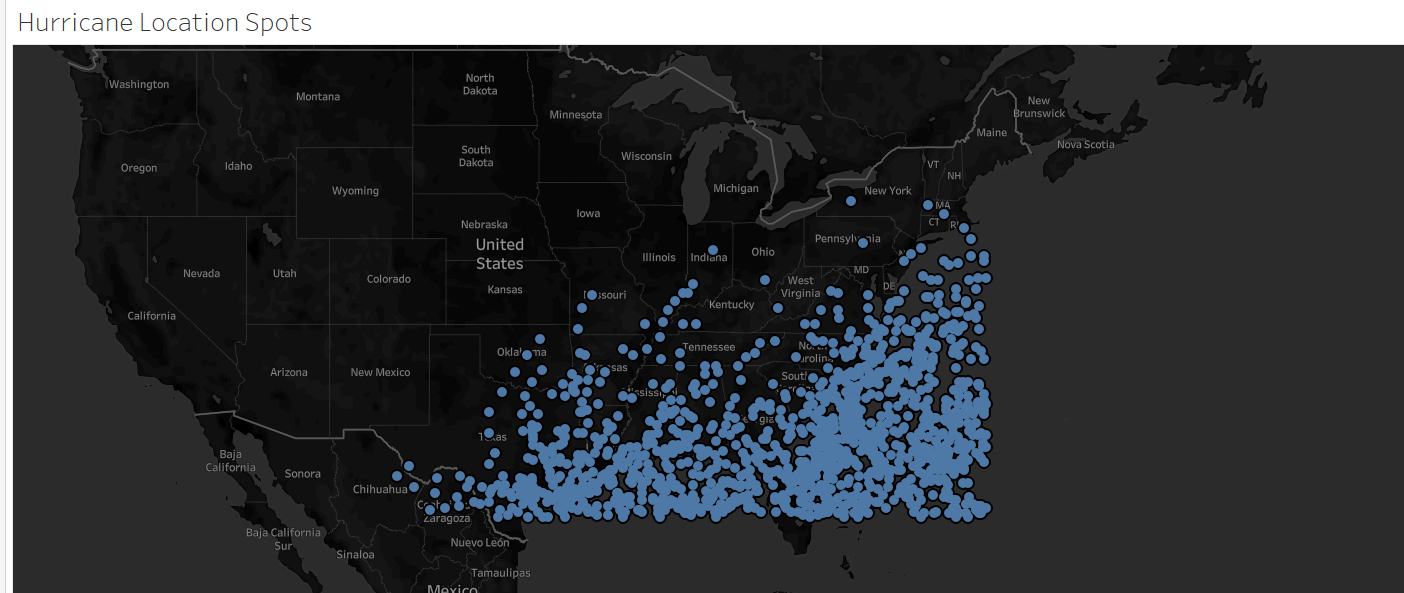 Hurricane Location Spots
Washington
Montana
North
Dakota
Minnesota
Oregon
Idaho
Wyoming
South
Dakota
Wisconsin
Michigan
New
Brunswick
Maine
Nova Scotia
VT
NH
New York
MA
CT
Nebraska
Iowa
United
States
Illinois
Indiana
Ohio
Nevada
Utah
Colorado
Kansas
West
Virginia
MD
DE
Kentucky
California
Arizona
New Mexico
Tennessee
Baja
California
Sonora
Chihuahua
Zaragoza
Baja California
Sur
Sinaloa
Nuevo León
Tamaulipas
Mexico